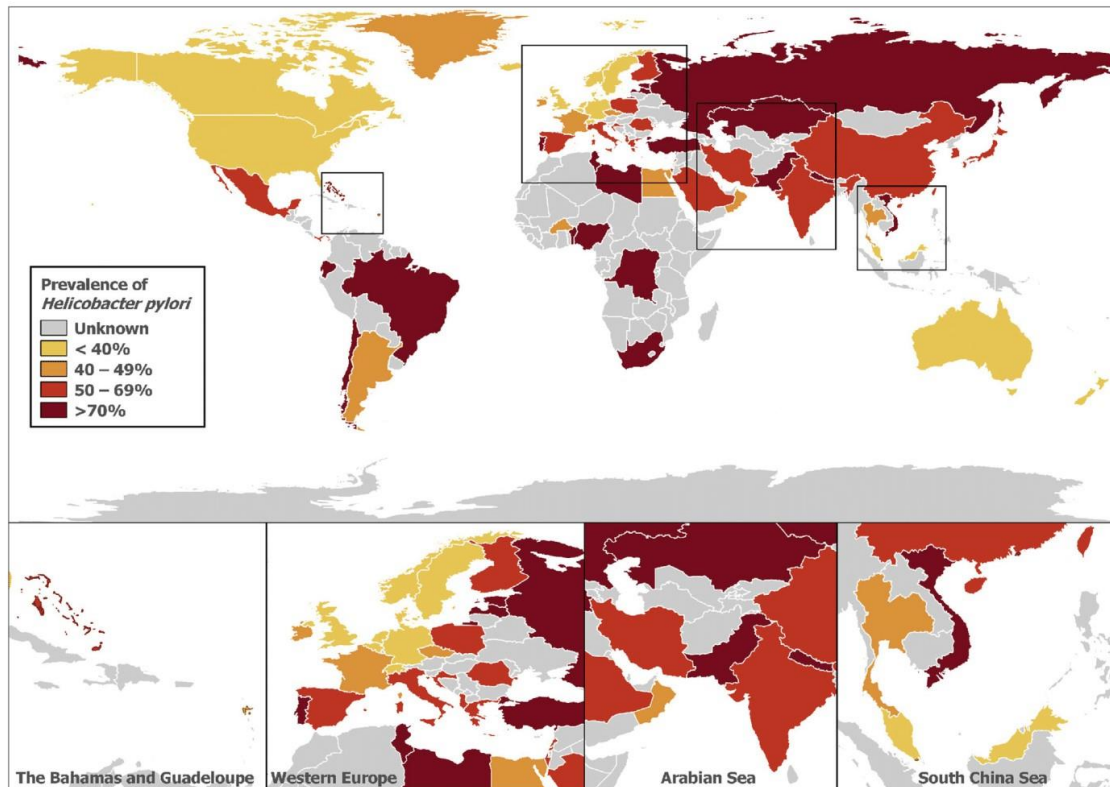 Prevalence of
Helicobacter pylori
Unknown
< 40%
40 – 49%
50 – 69%
>70%
The Bahamas and Guadeloupe
Western Europe
Arabian Sea
South China Sea